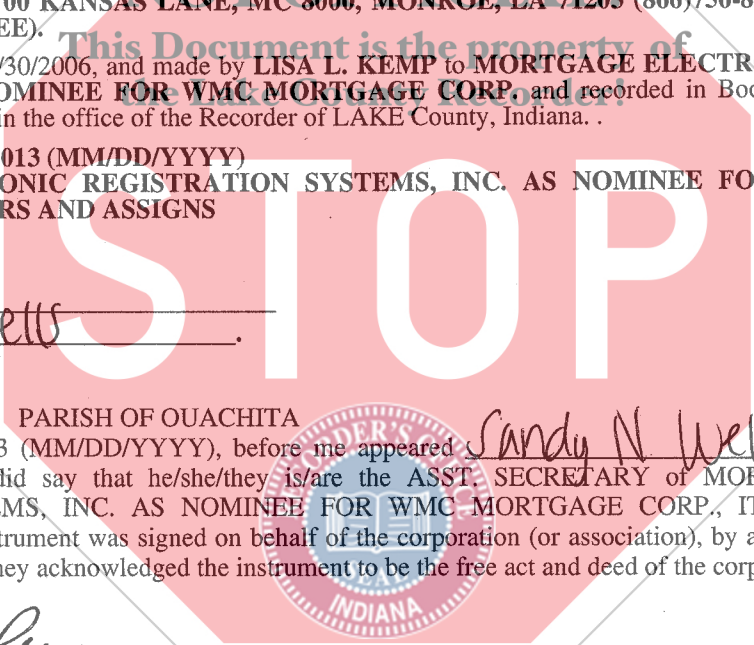 00 KANSAS LANE, MC 8000, MONROE, LA 71203
EE).
This Document is the property of
/30/2006, and made by LISA L. KEMP to MORTGAGE ELECTR
OMINEE FOR WMC MORTGAGE CORP. and recorded in Boo
the Lake County Recorder!
in the office of the Recorder of LAKE County, Indiana. .
013 (MM/DD/YYYY)
ONIC REGISTRATION SYSTEMS, INC. AS NOMINEE FO
RS AND ASSIGNS
STOP
ells
PARISH OF OUACHITA
3 (MM/DD/YYYY), before me appeared Sandy N Wel
did say that he/she/they is/are the ASST. SECRETARY of MOR
EMS, INC. AS NOMINEE FOR WMC MORTGAGE CORP., IT
trument was signed on behalf of the corporation (or association), by a
hey acknowledged the instrument to be the free act and deed of the corp
SEAL
INDIANA